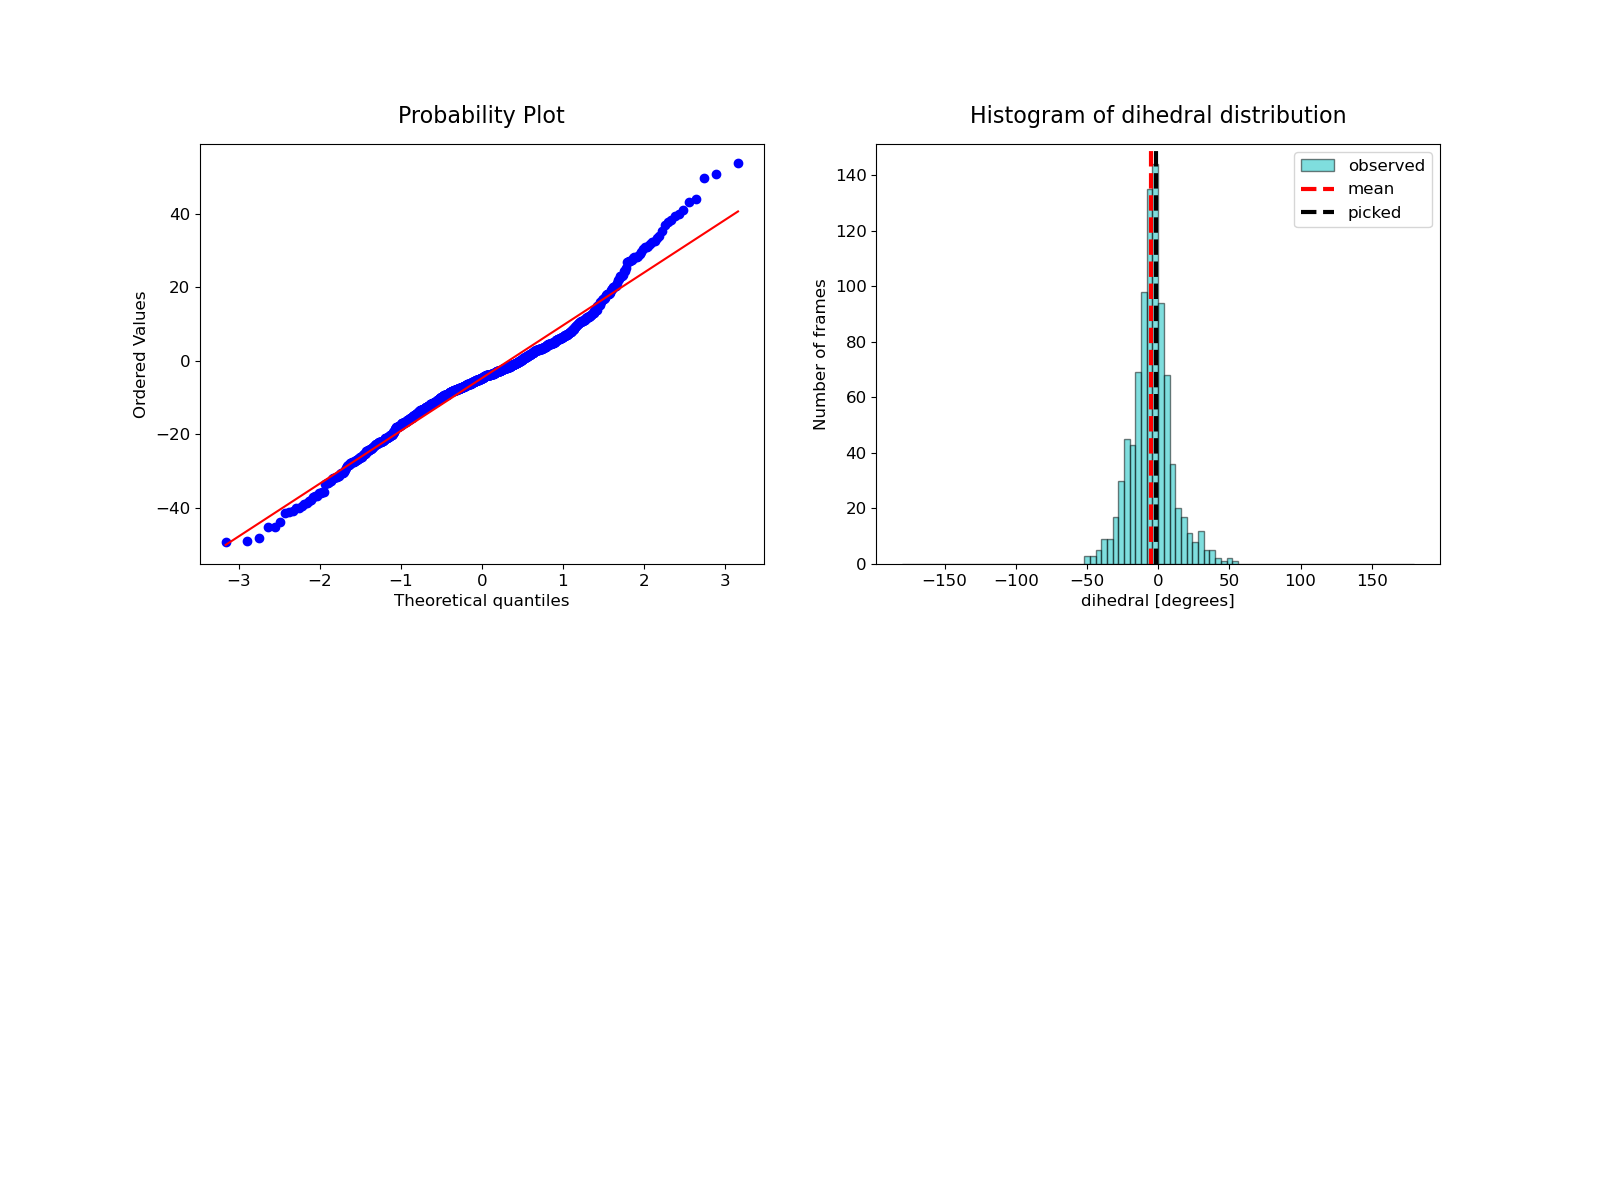 Probability Plot
Ordered Values
40
20
0
−20
−40
−3 −2 −1 0 1 2 3
Theoretical quantiles
Histogram of dihedral distribution
Number of frames
140
120
100
80
60
40
20
0
observed
mean
picked
−150 −100 −50 0 50 100 150
dihedral [degrees]